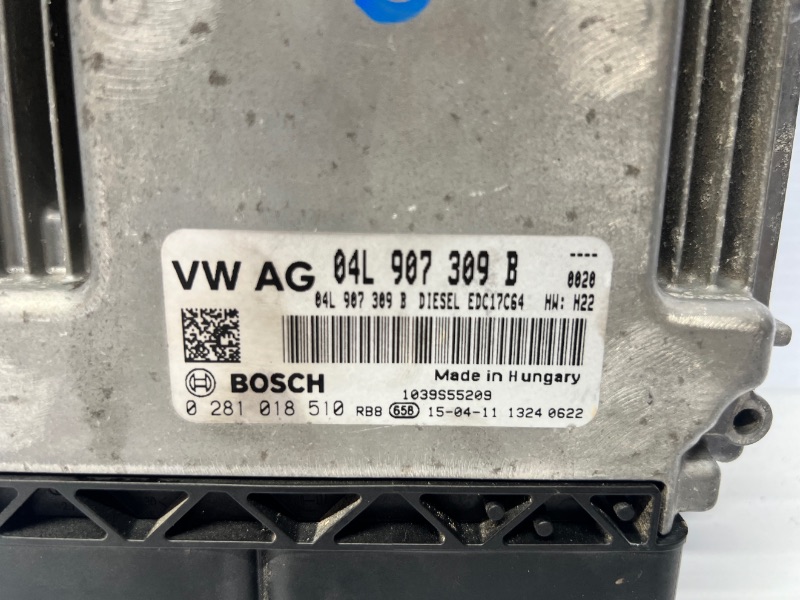 VW AG 04L 907 309 B ----
0020
04L 907 309 B DIESEL EDC17C64 HW: H22
BOSCH Made in Hungary
1039S55209
0 281 018 510 RBB 658 15-04-11 1324 0622